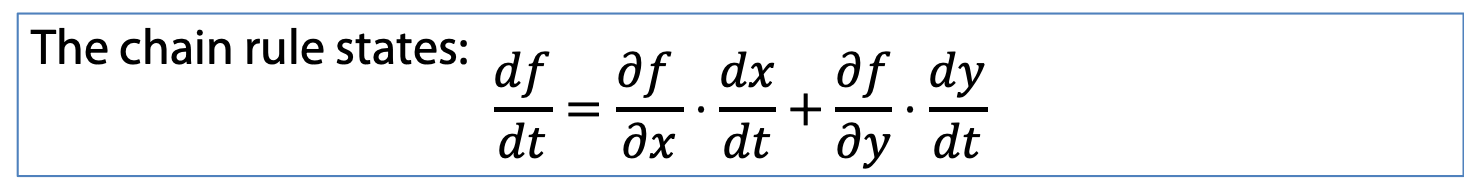 The chain rule states: df/dt = ∂f/∂x · dx/dt + ∂f/∂y · dy/dt